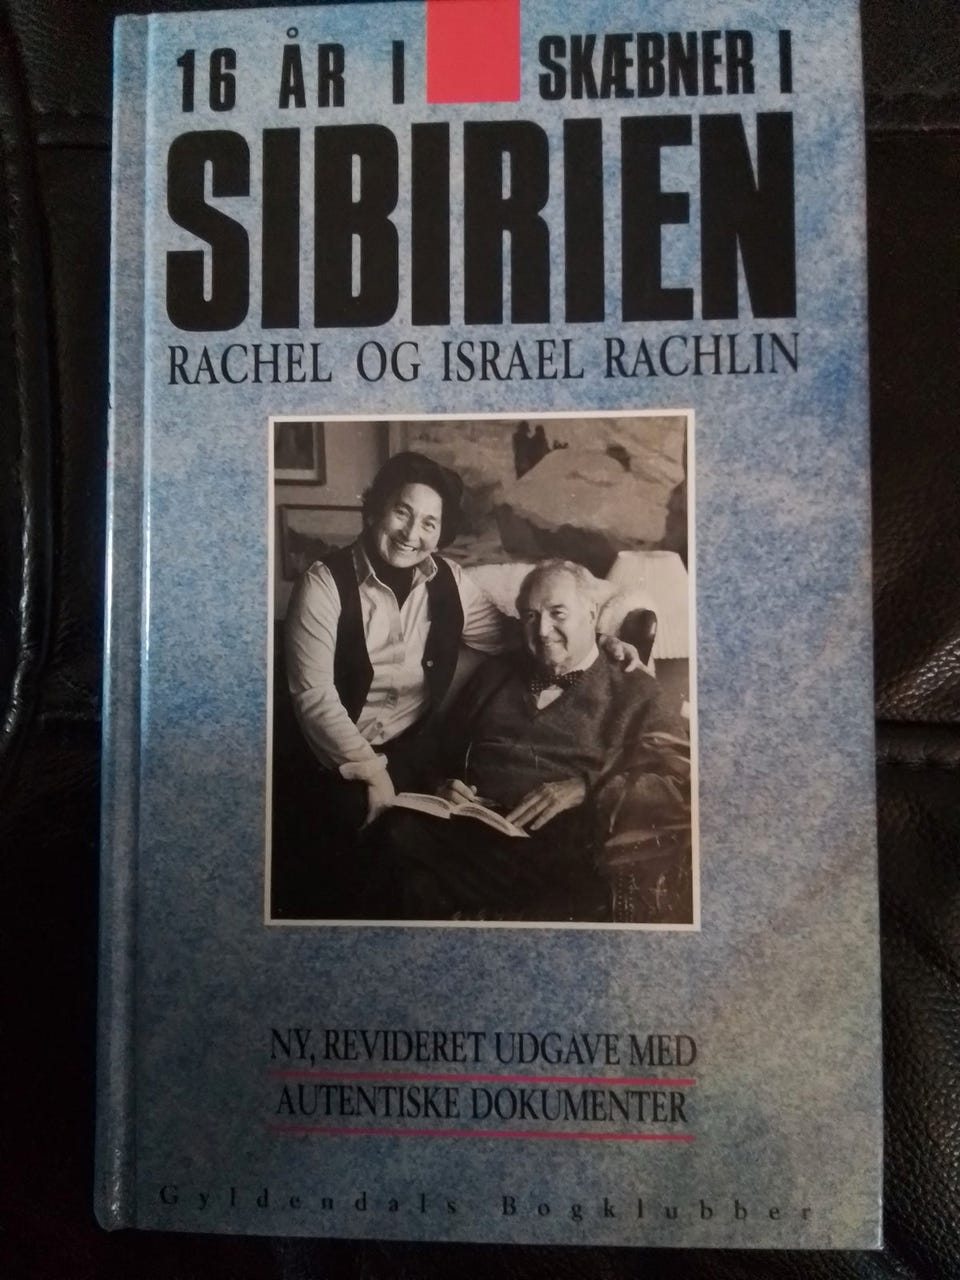 16 ÅR I SKÆBNER I
SIBIRIEN
RACHEL OG ISRAEL RACHLIN
NY, REVIDERET UDGAVE MED
AUTENTISKE DOKUMENTER
Gyldendals Bogklubber